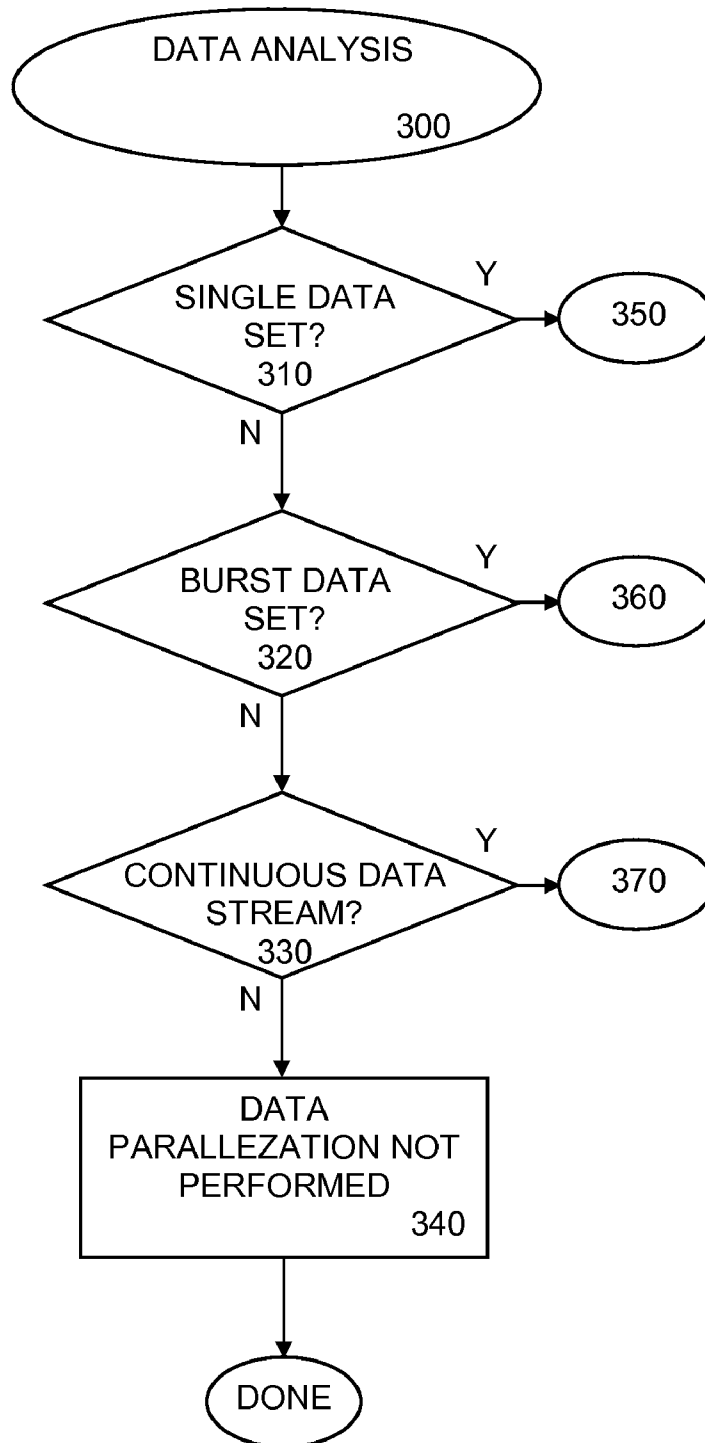 DATA ANALYSIS
300
SINGLE DATA
SET?
310
Y
350
N
BURST DATA
SET?
320
Y
360
N
CONTINUOUS DATA
STREAM?
330
Y
370
N
DATA
PARALLEZATION NOT
PERFORMED
340
DONE